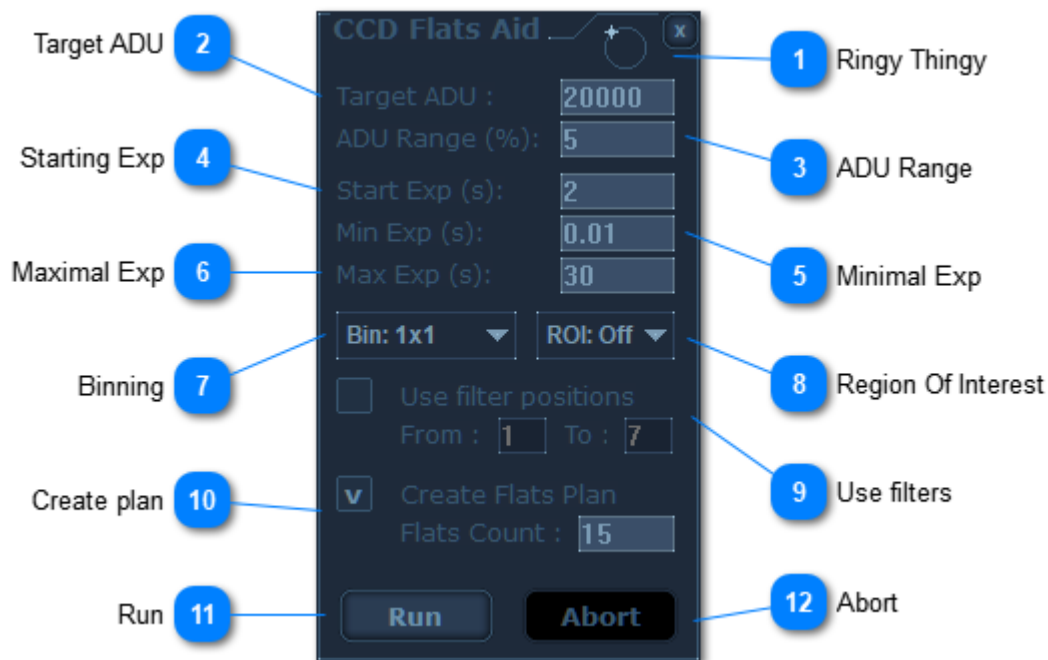 CCD Flats Aid
x
Target ADU 2
1 Ringy Thingy
Target ADU : 20000
ADU Range (%): 5
3 ADU Range
Starting Exp 4
Start Exp (s): 2
Min Exp (s): 0.01
5 Minimal Exp
Maximal Exp 6
Max Exp (s): 30
Bin: 1x1 ROI: Off
Binning 7
8 Region Of Interest
Use filter positions
From : 1 To : 7
9 Use filters
Create plan 10
v Create Flats Plan
Flats Count : 15
Run 11
Run Abort
12 Abort